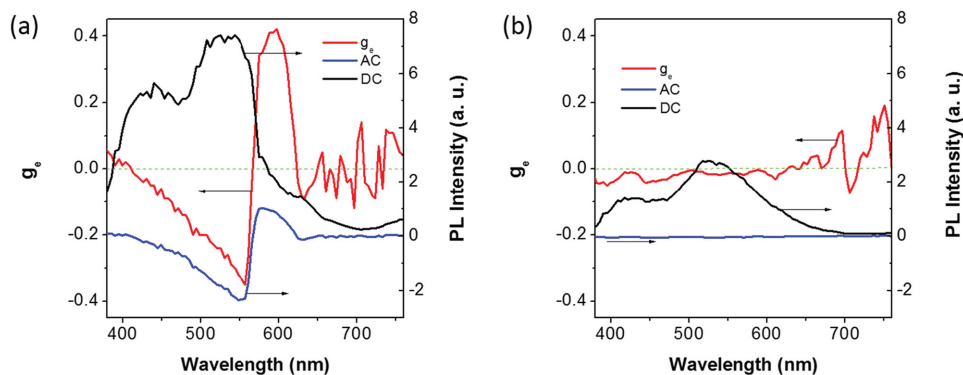 (a)
0.4
0.2
0.0
-0.2
-0.4
gₑ
400
500
600
700
Wavelength (nm)
8
6
4
2
0
-2
PL Intensity (a. u.)
gₑ
AC
DC
(b)
0.4
0.2
0.0
-0.2
-0.4
gₑ
400
500
600
700
Wavelength (nm)
8
6
4
2
0
-2
PL Intensity (a. u.)
gₑ
AC
DC